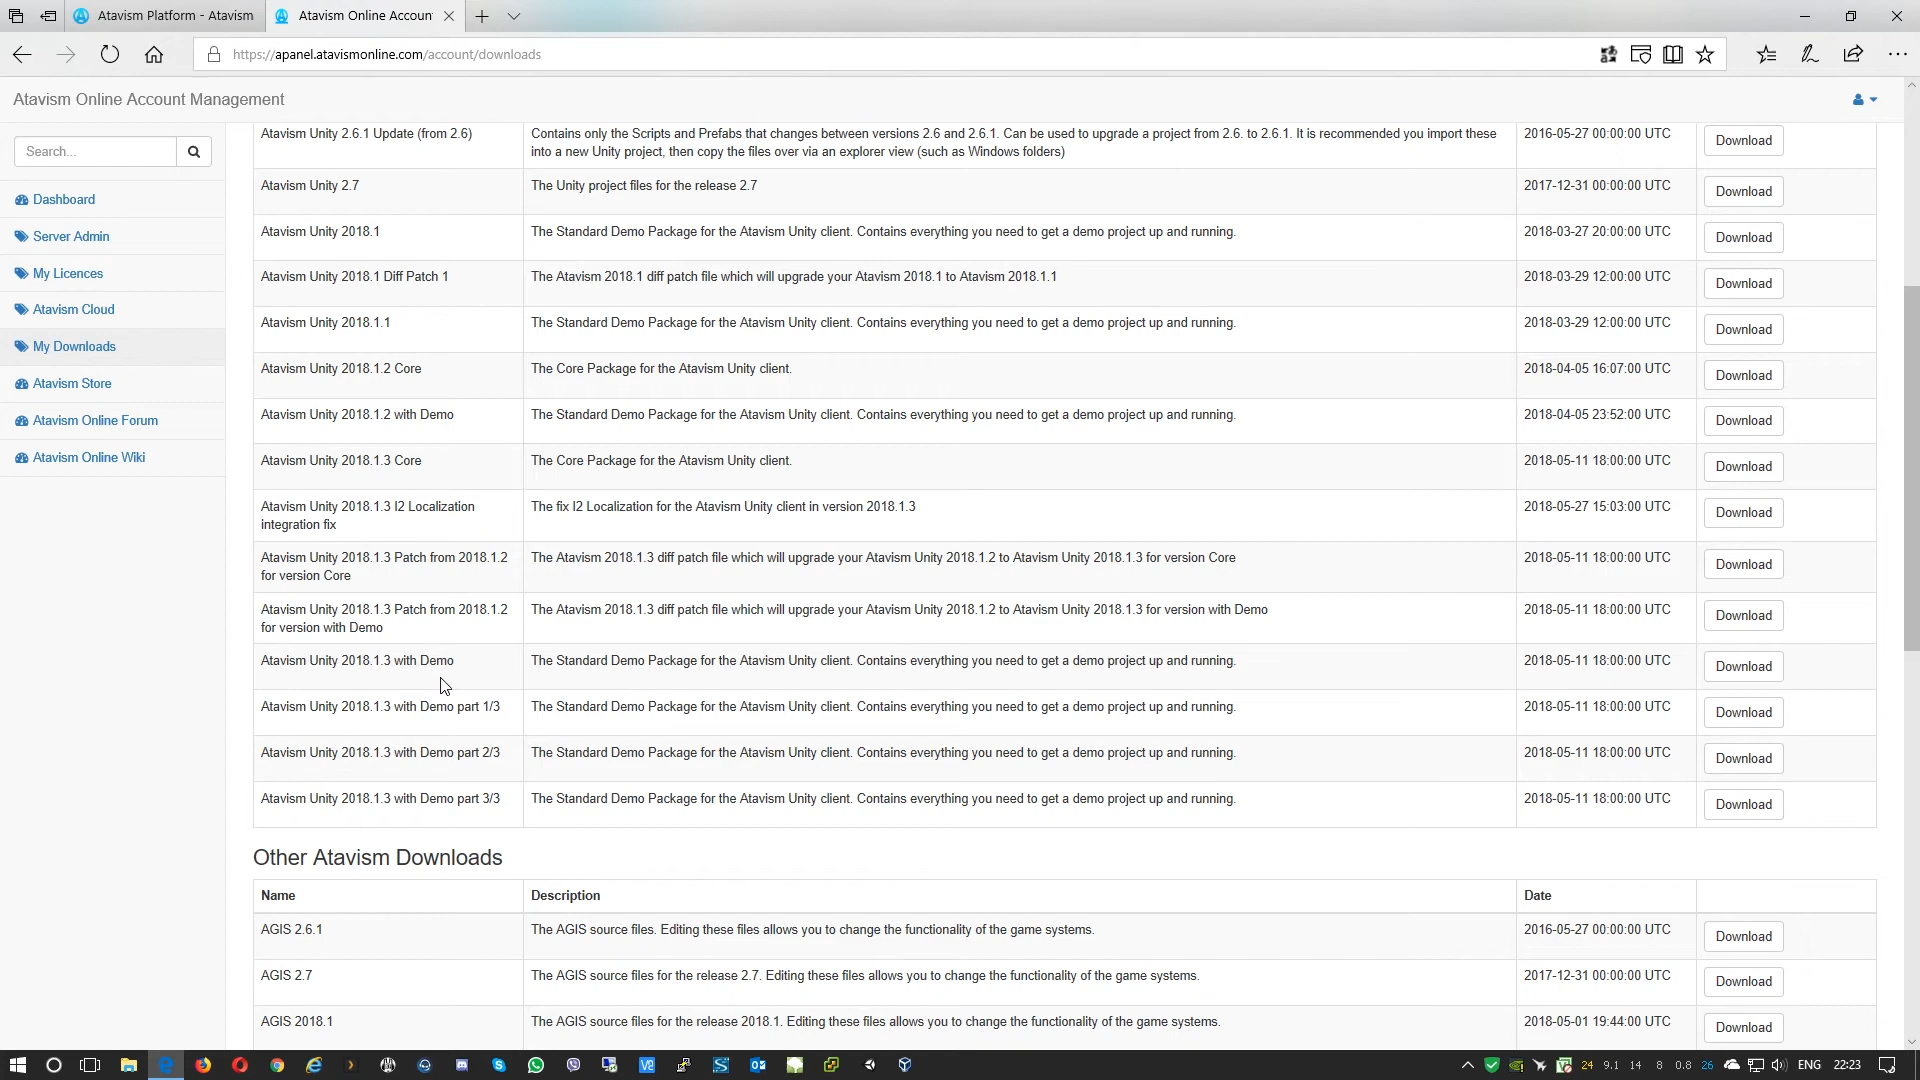 Atavism Platform - Atavism
Atavism Online Accoun
https://apanel.atavismonline.com/account/downloads
Atavism Online Account Management
Search...
Dashboard
Server Admin
My Licences
Atavism Cloud
My Downloads
Atavism Store
Atavism Online Forum
Atavism Online Wiki
Atavism Unity 2.6.1 Update (from 2.6)
Contains only the Scripts and Prefabs that changes between versions 2.6 and 2.6.1. Can be used to upgrade a project from 2.6. to 2.6.1. It is recommended you import these
into a new Unity project, then copy the files over via an explorer view (such as Windows folders)
2016-05-27 00:00:00 UTC
Download
Atavism Unity 2.7
The Unity project files for the release 2.7
2017-12-31 00:00:00 UTC
Download
Atavism Unity 2018.1
The Standard Demo Package for the Atavism Unity client. Contains everything you need to get a demo project up and running.
2018-03-27 20:00:00 UTC
Download
Atavism Unity 2018.1 Diff Patch 1
The Atavism 2018.1 diff patch file which will upgrade your Atavism 2018.1 to Atavism 2018.1.1
2018-03-29 12:00:00 UTC
Download
Atavism Unity 2018.1.1
The Standard Demo Package for the Atavism Unity client. Contains everything you need to get a demo project up and running.
2018-03-29 12:00:00 UTC
Download
Atavism Unity 2018.1.2 Core
The Core Package for the Atavism Unity client.
2018-04-05 16:07:00 UTC
Download
Atavism Unity 2018.1.2 with Demo
The Standard Demo Package for the Atavism Unity client. Contains everything you need to get a demo project up and running.
2018-04-05 23:52:00 UTC
Download
Atavism Unity 2018.1.3 Core
The Core Package for the Atavism Unity client.
2018-05-11 18:00:00 UTC
Download
Atavism Unity 2018.1.3 I2 Localization
integration fix
The fix I2 Localization for the Atavism Unity client in version 2018.1.3
2018-05-27 15:03:00 UTC
Download
Atavism Unity 2018.1.3 Patch from 2018.1.2
for version Core
The Atavism 2018.1.3 diff patch file which will upgrade your Atavism Unity 2018.1.2 to Atavism Unity 2018.1.3 for version Core
2018-05-11 18:00:00 UTC
Download
Atavism Unity 2018.1.3 Patch from 2018.1.2
for version with Demo
The Atavism 2018.1.3 diff patch file which will upgrade your Atavism Unity 2018.1.2 to Atavism Unity 2018.1.3 for version with Demo
2018-05-11 18:00:00 UTC
Download
Atavism Unity 2018.1.3 with Demo
The Standard Demo Package for the Atavism Unity client. Contains everything you need to get a demo project up and running.
2018-05-11 18:00:00 UTC
Download
Atavism Unity 2018.1.3 with Demo part 1/3
The Standard Demo Package for the Atavism Unity client. Contains everything you need to get a demo project up and running.
2018-05-11 18:00:00 UTC
Download
Atavism Unity 2018.1.3 with Demo part 2/3
The Standard Demo Package for the Atavism Unity client. Contains everything you need to get a demo project up and running.
2018-05-11 18:00:00 UTC
Download
Atavism Unity 2018.1.3 with Demo part 3/3
The Standard Demo Package for the Atavism Unity client. Contains everything you need to get a demo project up and running.
2018-05-11 18:00:00 UTC
Download
Other Atavism Downloads
Name
Description
Date
AGIS 2.6.1
The AGIS source files. Editing these files allows you to change the functionality of the game systems.
2016-05-27 00:00:00 UTC
Download
AGIS 2.7
The AGIS source files for the release 2.7. Editing these files allows you to change the functionality of the game systems.
2017-12-31 00:00:00 UTC
Download
AGIS 2018.1
The AGIS source files for the release 2018.1. Editing these files allows you to change the functionality of the game systems.
2018-05-01 19:44:00 UTC
Download
24 9.1 14 8 0.8 26 ENG 22:23